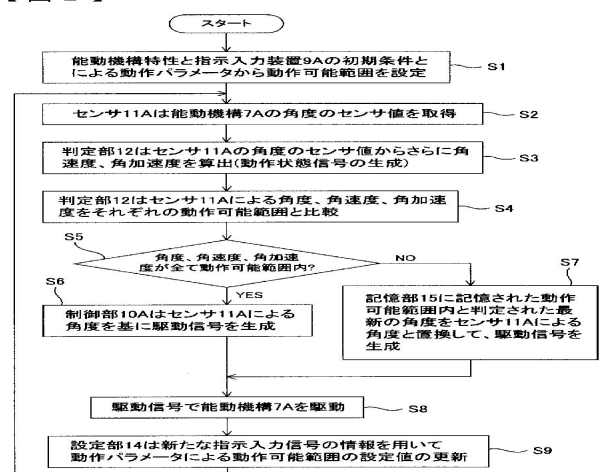 スタート
能動機構特性と指示入力装置9Aの初期条件と
による動作パラメータから動作可能範囲を設定
S1
センサ11Aは能動機構7Aの角度のセンサ値を取得
S2
判定部12はセンサ11Aの角度のセンサ値からさらに角
速度、角加速度を算出(動作状態信号の生成)
S3
判定部12はセンサ11Aによる角度、角速度、角加速
度をそれぞれの動作可能範囲と比較
S4
S5
角度、角速度、角加速
度が全て動作可能範囲内?
NO
YES
S6
制御部10Aはセンサ11Aによる
角度を基に駆動信号を生成
S7
記憶部15に記憶された動作
可能範囲内と判定された最
新の角度をセンサ11Aによる
角度と置換して、駆動信号を
生成
駆動信号で能動機構7Aを駆動
S8
設定部14は新たな指示入力信号の情報を用いて
動作パラメータによる動作可能範囲の設定値の更新
S9